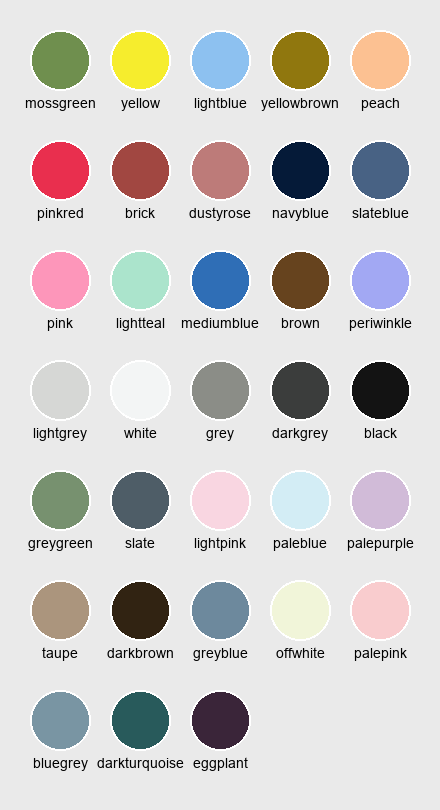 mossgreen yellow lightblue yellowbrown peach
pinkred brick dustyrose navyblue slateblue
pink lightteal mediumblue brown periwinkle
lightgrey white grey darkgrey black
greygreen slate lightpink paleblue palepurple
taupe darkbrown greyblue offwhite palepink
bluegrey darkturquoise eggplant